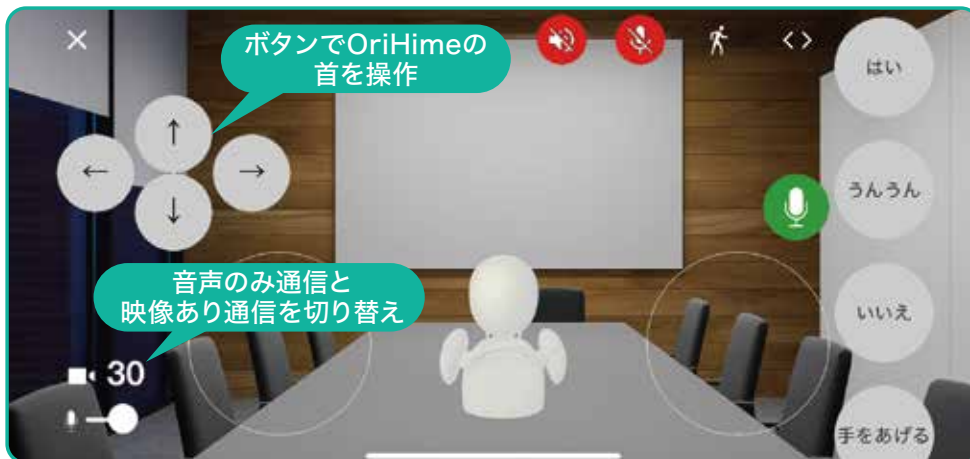 ボタンでOriHimeの
首を操作
はい
↑
← →
↓
うんうん
音声のみ通信と
映像あり通信を切り替え
いいえ
30
手をあげる